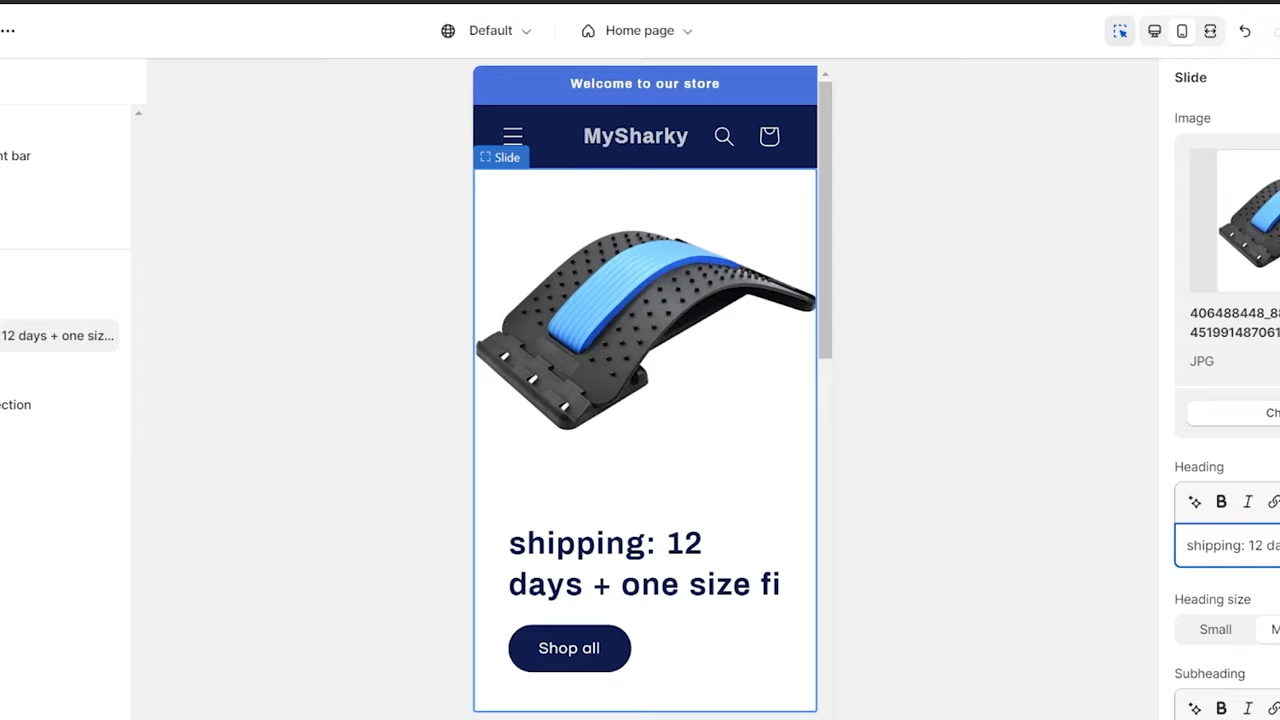 Default
Home page
Welcome to our store
MySharky
Slide
shipping: 12
days + one size fi
Shop all
nt bar
12 days + one siz...
ction
Slide
Image
406488448_8
451991487061
JPG
Ch
Heading
B I
shipping: 12 da
Heading size
Small
M
Subheading
B I